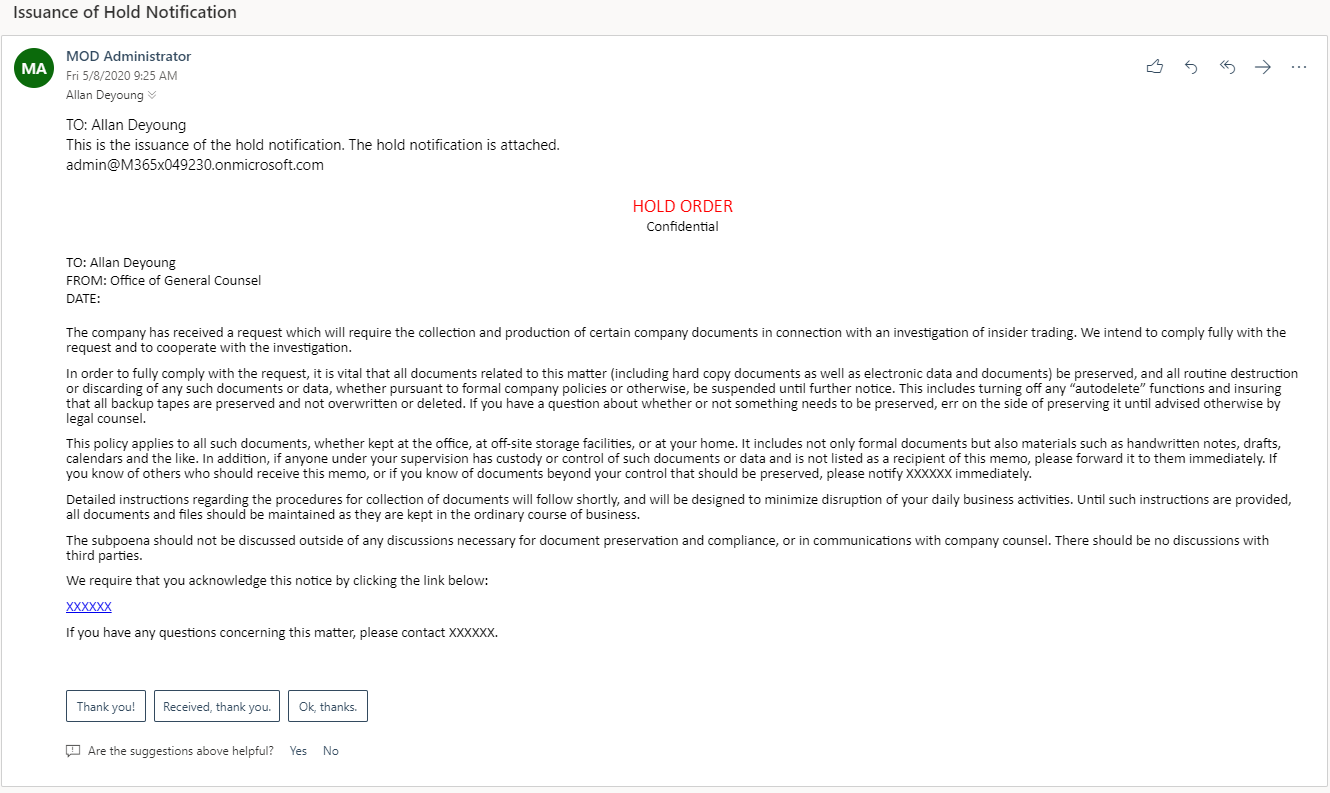 Issuance of Hold Notification
MA
MOD Administrator
Fri 5/8/2020 9:25 AM
Allan Deyoung
TO: Allan Deyoung
This is the issuance of the hold notification. The hold notification is attached.
admin@M365x049230.onmicrosoft.com
HOLD ORDER
Confidential
TO: Allan Deyoung
FROM: Office of General Counsel
DATE:
The company has received a request which will require the collection and production of certain company documents in connection with an investigation of insider trading. We intend to comply fully with the
request and to cooperate with the investigation.
In order to fully comply with the request, it is vital that all documents related to this matter (including hard copy documents as well as electronic data and documents) be preserved, and all routine destruction
or discarding of any such documents or data, whether pursuant to formal company policies or otherwise, be suspended until further notice. This includes turning off any “autodelete” functions and insuring
that all backup tapes are preserved and not overwritten or deleted. If you have a question about whether or not something needs to be preserved, err on the side of preserving it until advised otherwise by
legal counsel.
This policy applies to all such documents, whether kept at the office, at off-site storage facilities, or at your home. It includes not only formal documents but also materials such as handwritten notes, drafts,
calendars and the like. In addition, if anyone under your supervision has custody or control of such documents or data and is not listed as a recipient of this memo, please forward it to them immediately. If
you know of others who should receive this memo, or if you know of documents beyond your control that should be preserved, please notify XXXXXX immediately.
Detailed instructions regarding the procedures for collection of documents will follow shortly, and will be designed to minimize disruption of your daily business activities. Until such instructions are provided,
all documents and files should be maintained as they are kept in the ordinary course of business.
The subpoena should not be discussed outside of any discussions necessary for document preservation and compliance, or in communications with company counsel. There should be no discussions with
third parties.
We require that you acknowledge this notice by clicking the link below:
XXXXXX
If you have any questions concerning this matter, please contact XXXXXX.
Thank you! Received, thank you. Ok, thanks.
Are the suggestions above helpful? Yes No